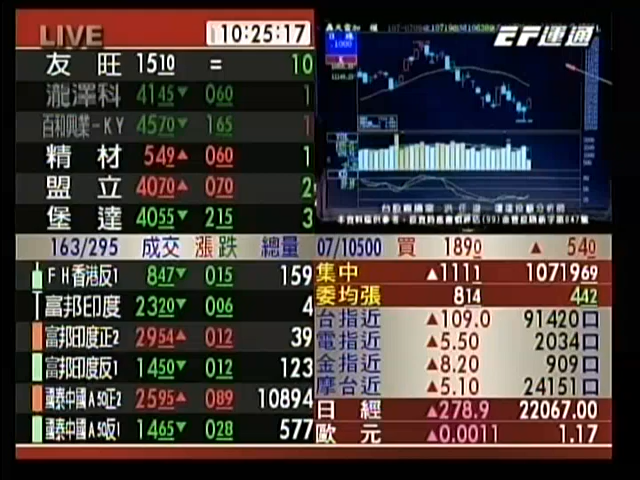 LIVE 10:25:17
友旺 1510 = 10
瀧澤科 4145▼ 060 1
百和興業－KY 4570▼ 165 1
精材 549▲ 060 1
盟立 4070▲ 070 2
堡達 4055▼ 215 3
163/295 成交 漲跌 總量
FH香港反1 847▼ 015 159
富邦印度 2320▼ 006 4
富邦印度正2 2954▲ 012 39
富邦印度反1 1450▼ 012 123
國泰中國A50正2 2595▲ 089 10894
國泰中國A50反1 1465▼ 028 577
EF運通
07/10500 買 1890 ▲ 540
集中 ▲1111 1071969
委均張 814 442
台指近 ▲109.0 91420口
電指近 ▲5.50 2034口
金指近 ▲8.20 909口
摩台近 ▲5.10 24151口
日經 ▲278.9 22067.00
歐元 ▲0.0011 1.17